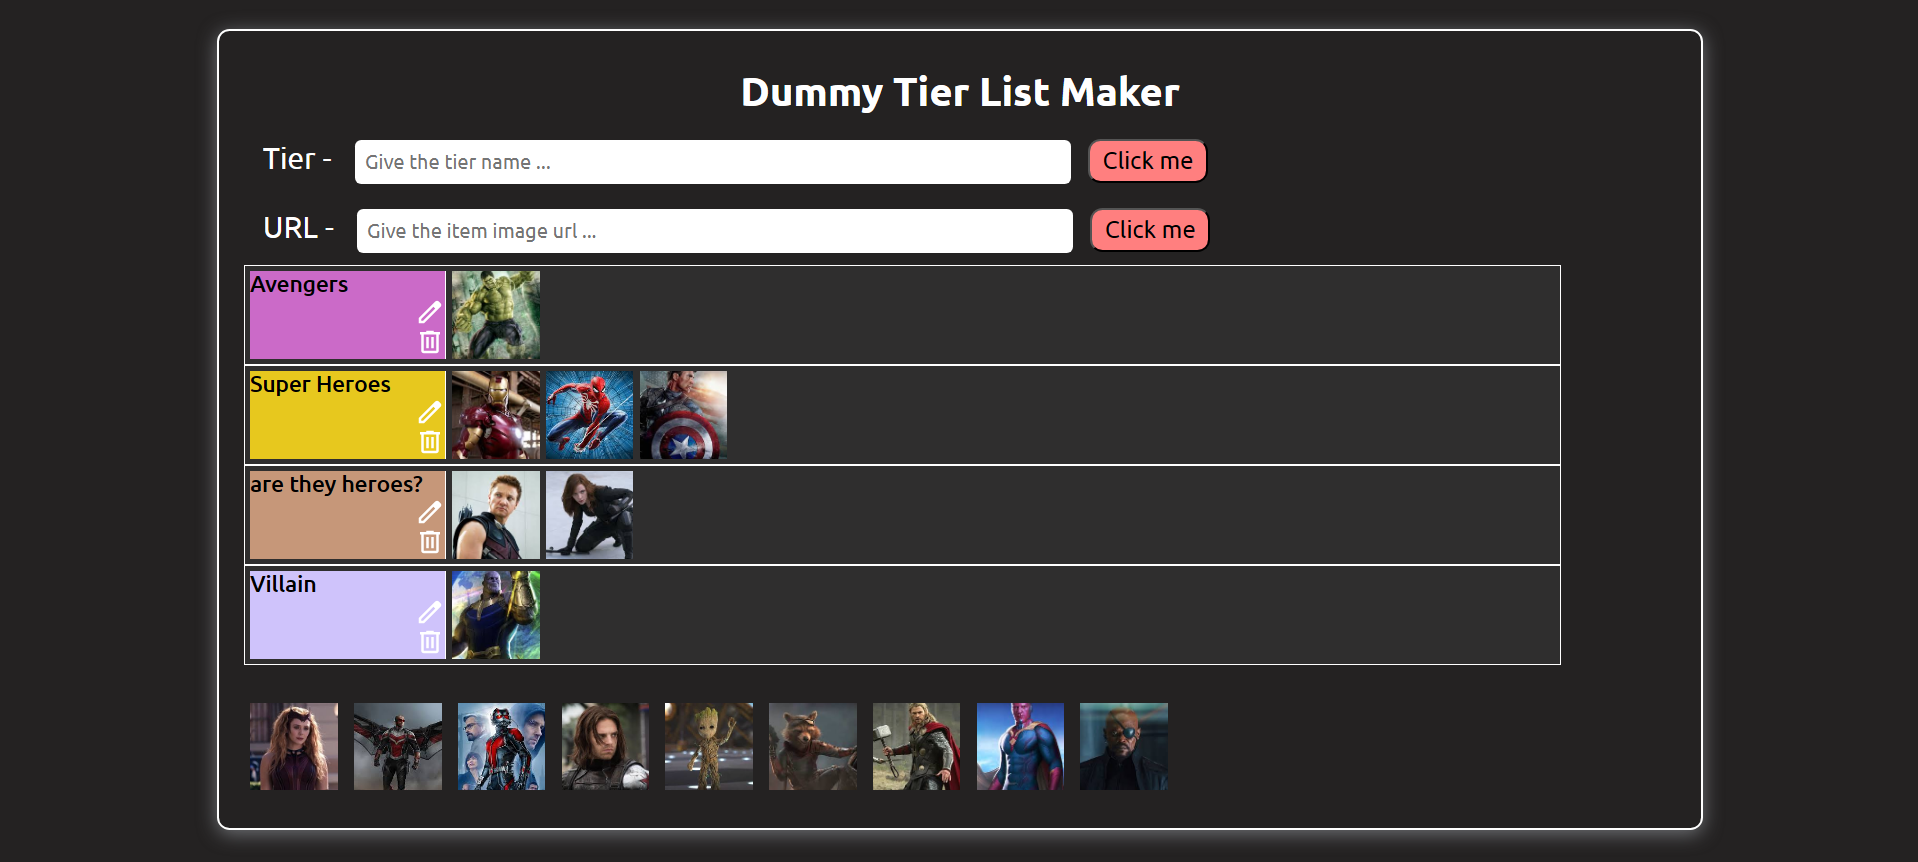 Dummy Tier List Maker
Tier - Give the tier name ... Click me
URL - Give the item image url ... Click me
Avengers
Super Heroes
are they heroes?
Villain